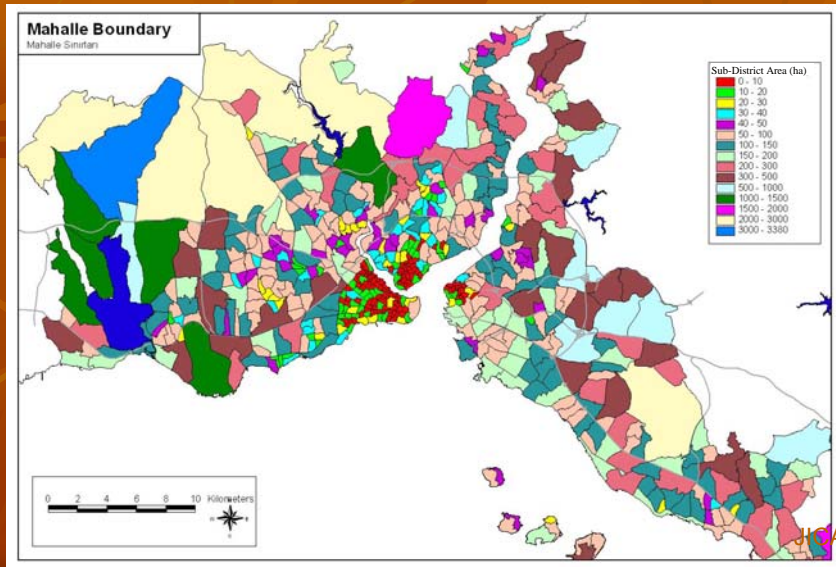 Mahalle Boundary
Mahalle Sınırları
Sub-District Area (ha)
0 - 10
10 - 20
20 - 30
30 - 40
40 - 50
50 - 100
100 - 150
150 - 200
200 - 300
300 - 500
500 - 1000
1000 - 1500
1500 - 2000
2000 - 3000
3000 - 3380
0 2 4 6 8 10 Kilometers
JICA